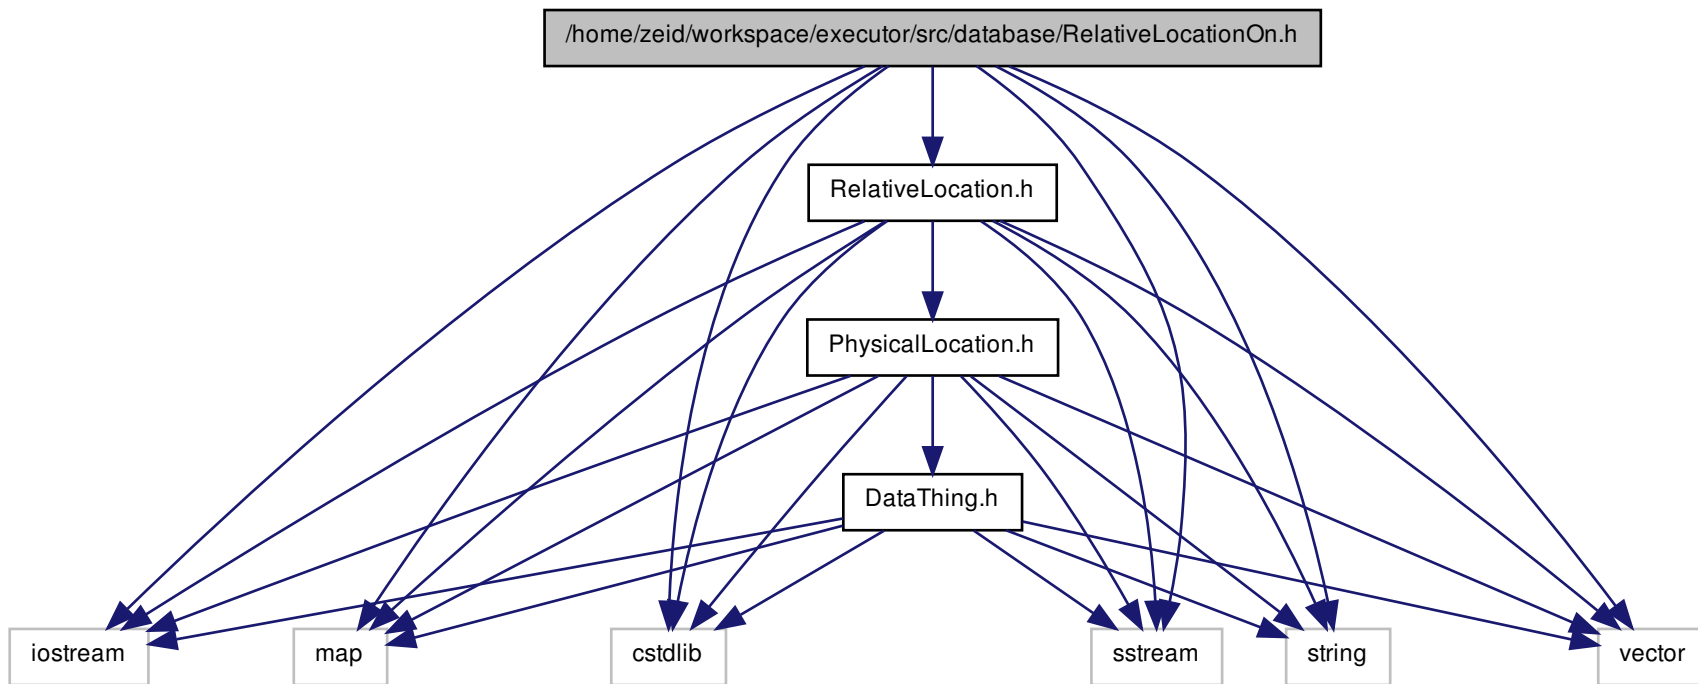 /home/zeid/workspace/executor/src/database/RelativeLocationOn.h
RelativeLocation.h
PhysicalLocation.h
DataThing.h
iostream
map
cstdlib
sstream
string
vector